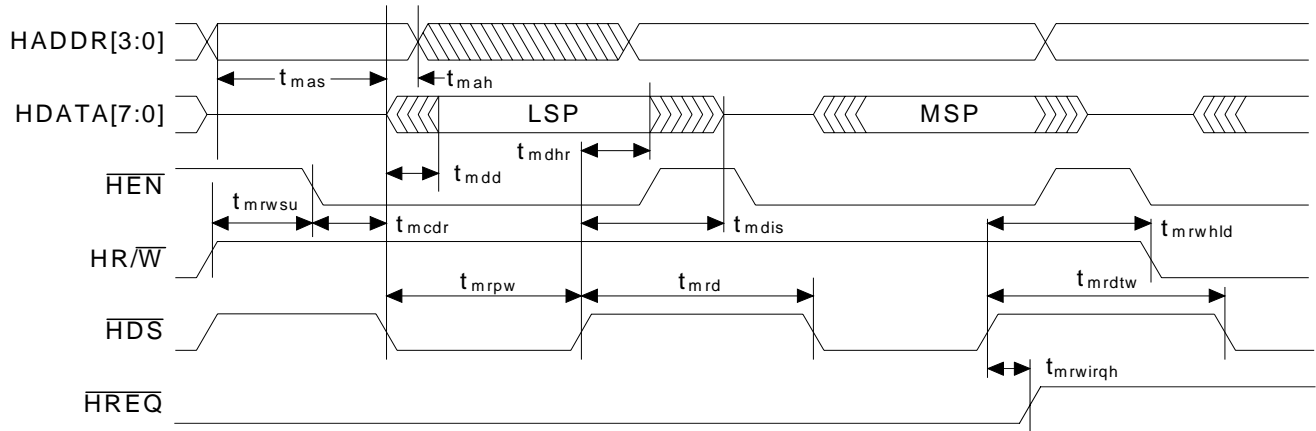 HADDR[3:0]
t mas
t mah
HDATA[7:0]
LSP
MSP
t mdhr
t mdd
HEN
t mrwsu
t mcdr
t mdis
t mrwhld
HR/W
t mrpw
t mrd
t mrdtw
HDS
t mrwirqh
HREQ